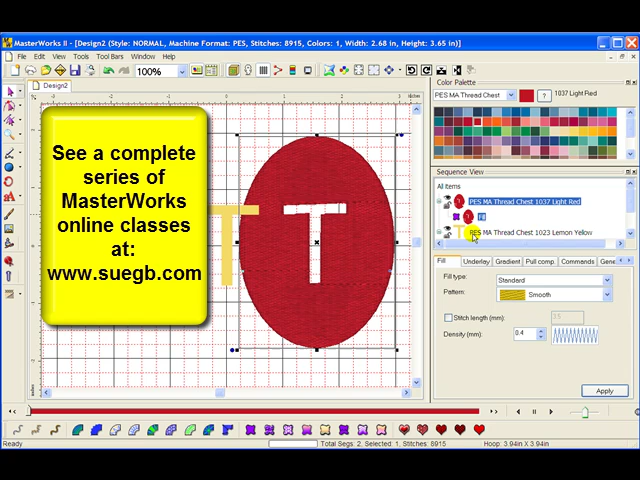 MasterWorks II - [Design2 (Style: NORMAL, Machine Format: PES, Stitches: 8915, Colors: 1, Width: 2.68 in, Height: 3.65 in)]
File Edit View Design Stitch Tools Window Help
100%
Design2
Color Palette
PES MA Thread Chest
? 1037 Light Red
Sequence View
All Items
PES MA Thread Chest 1037 Light Red
Fill
PES MA Thread Chest 1023 Lemon Yellow
See a complete
series of
MasterWorks
online classes
at:
www.suegb.com
T T
Fill Underlay Gradient Pull comp. Commands Gene
Fill type: Standard
Pattern: Smooth
Stitch length (mm): 3.5
Density (mm): 0.4
Apply
Ready
Total Segs: 2, Selected: 1, Stitches: 8915
Hoop: 3.94in X 3.94in